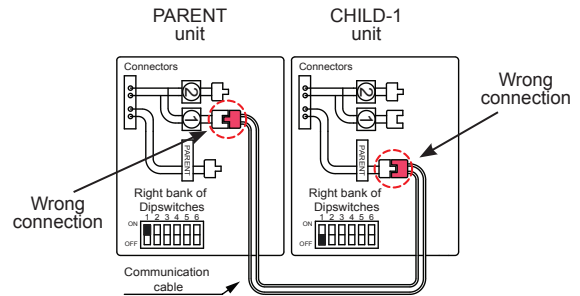 PARENT
unit
CHILD-1
unit
Connectors
2
1
PARENT
Right bank of
Dipswitches
1 2 3 4 5 6
ON
OFF
Connectors
2
1
PARENT
Right bank of
Dipswitches
1 2 3 4 5 6
ON
OFF
Wrong
connection
Wrong
connection
Communication
cable